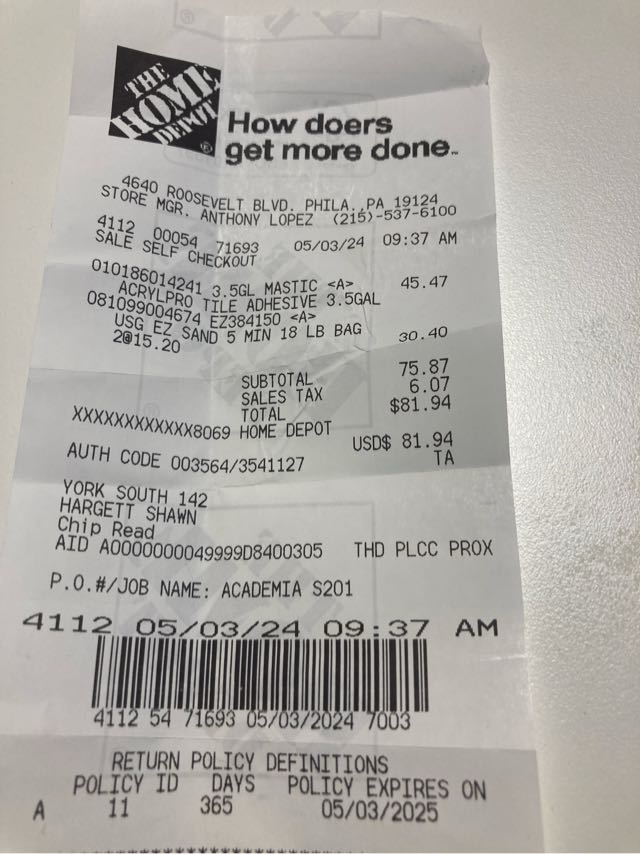 THE
HOME
DEPOT
®
How doers
get more done™
4640 ROOSEVELT BLVD. PHILA.,PA 19124
STORE MGR. ANTHONY LOPEZ (215)-537-6100
4112 00054 71693 05/03/24 09:37 AM
SALE SELF CHECKOUT
010186014241 3.5GL MASTIC <A> 45.47
ACRYLPRO TILE ADHESIVE 3.5GAL
081099004674 EZ384150 <A>
USG EZ SAND 5 MIN 18 LB BAG
2@15.20 30.40
SUBTOTAL 75.87
SALES TAX 6.07
TOTAL $81.94
XXXXXXXXXXXX8069 HOME DEPOT
USD$ 81.94
AUTH CODE 003564/3541127 TA
YORK SOUTH 142
HARGETT SHAWN
Chip Read
AID A0000000049999D8400305 THD PLCC PROX
P.O.#/JOB NAME: ACADEMIA S201
4112 05/03/24 09:37 AM
4112 54 71693 05/03/2024 7003
RETURN POLICY DEFINITIONS
POLICY ID DAYS POLICY EXPIRES ON
A 11 365 05/03/2025